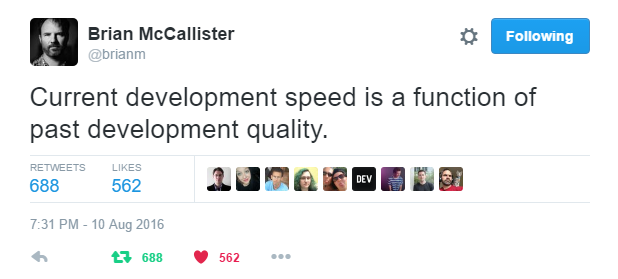 Brian McCallister
@brianm
Following
Current development speed is a function of
past development quality.
RETWEETS LIKES
688 562
DEV
7:31 PM - 10 Aug 2016
688 562